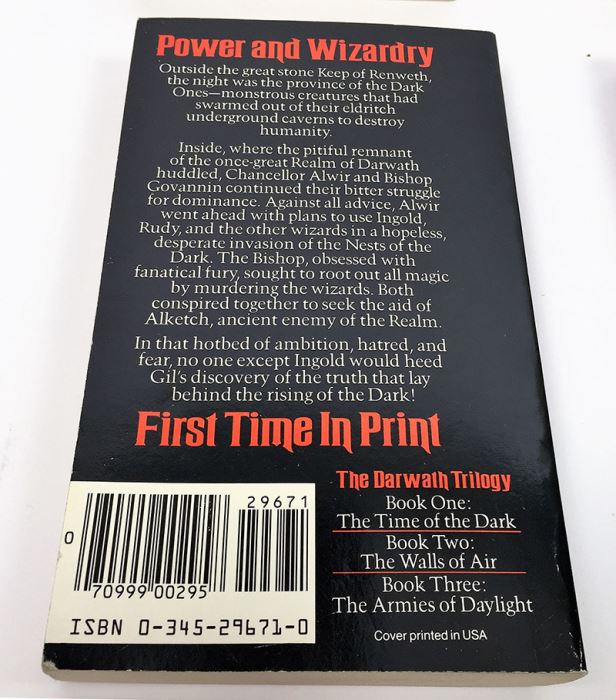 Power and Wizardry
Outside the great stone Keep of Renweth,
the night was the province of the Dark
Ones—monstrous creatures that had
swarmed out of their eldritch
underground caverns to destroy
humanity.
Inside, where the pitiful remnant
of the once-great Realm of Darwath
huddled, Chancellor Alwir and Bishop
Govannin continued their bitter struggle
for dominance. Against all advice, Alwir
went ahead with plans to use Ingold,
Rudy, and the other wizards in a hopeless,
desperate invasion of the Nests of the
Dark. The Bishop, obsessed with
fanatical fury, sought to root out all magic
by murdering the wizards. Both
conspired together to seek the aid of
Alketch, ancient enemy of the Realm.
In that hotbed of ambition, hatred, and
fear, no one except Ingold would heed
Gil's discovery of the truth that lay
behind the rising of the Dark!
First Time In Print
The Darwath Trilogy
Book One:
The Time of the Dark
Book Two:
The Walls of Air
Book Three:
The Armies of Daylight
Cover printed in USA
29671
0
70999 00295
ISBN 0-345-29671-0